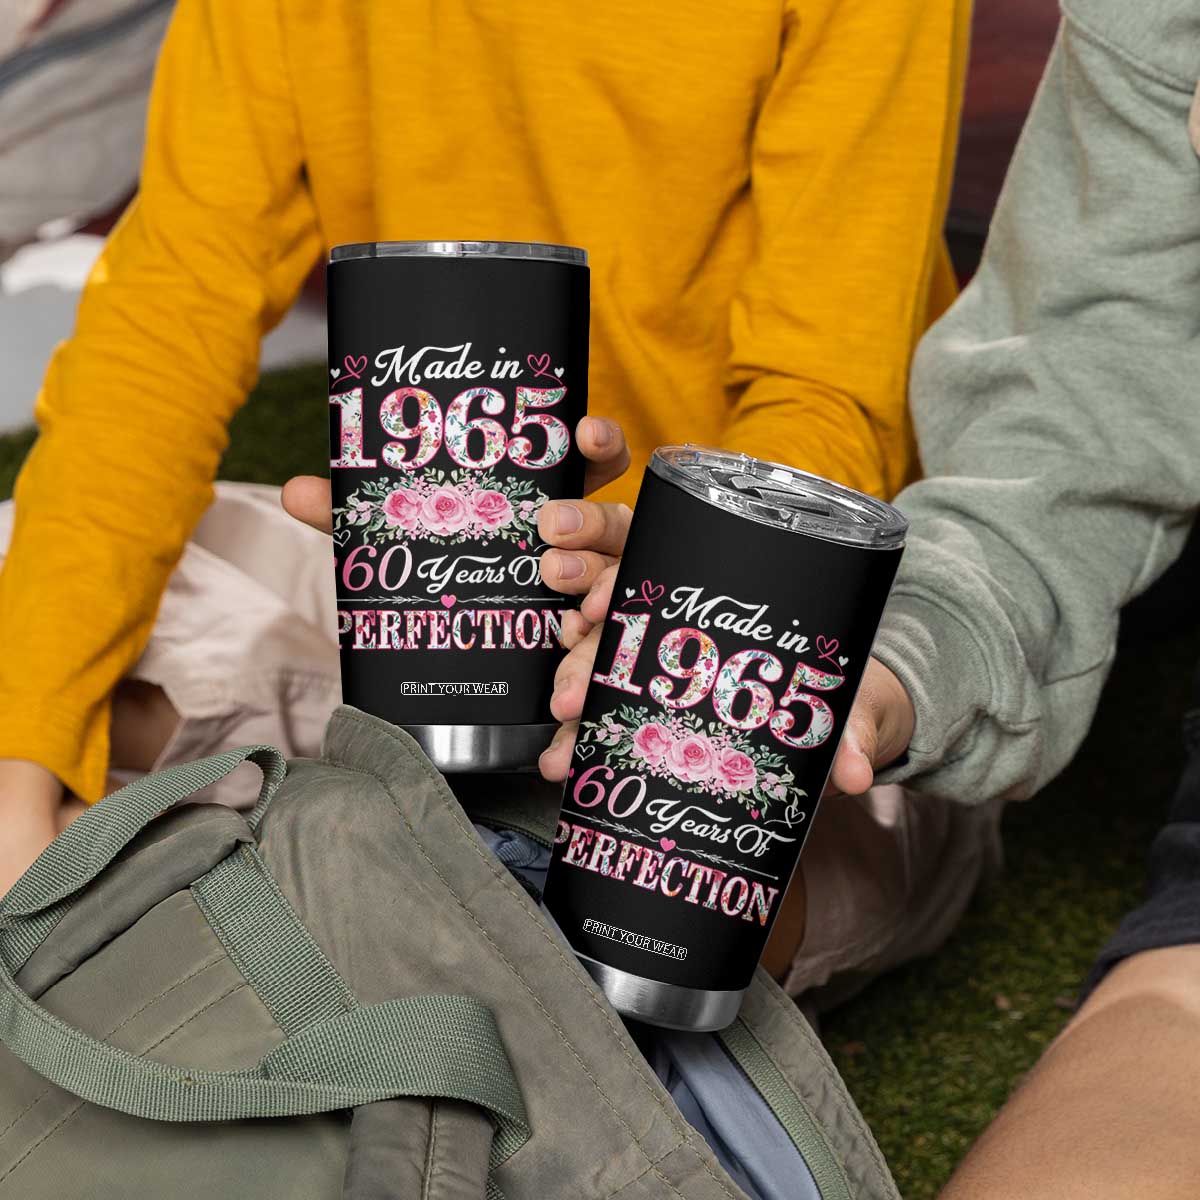 Made in
1965
60 Years Of
PERFECTION
PRINT YOUR WEAR
Made in
1965
60 Years Of
PERFECTION
PRINT YOUR WEAR